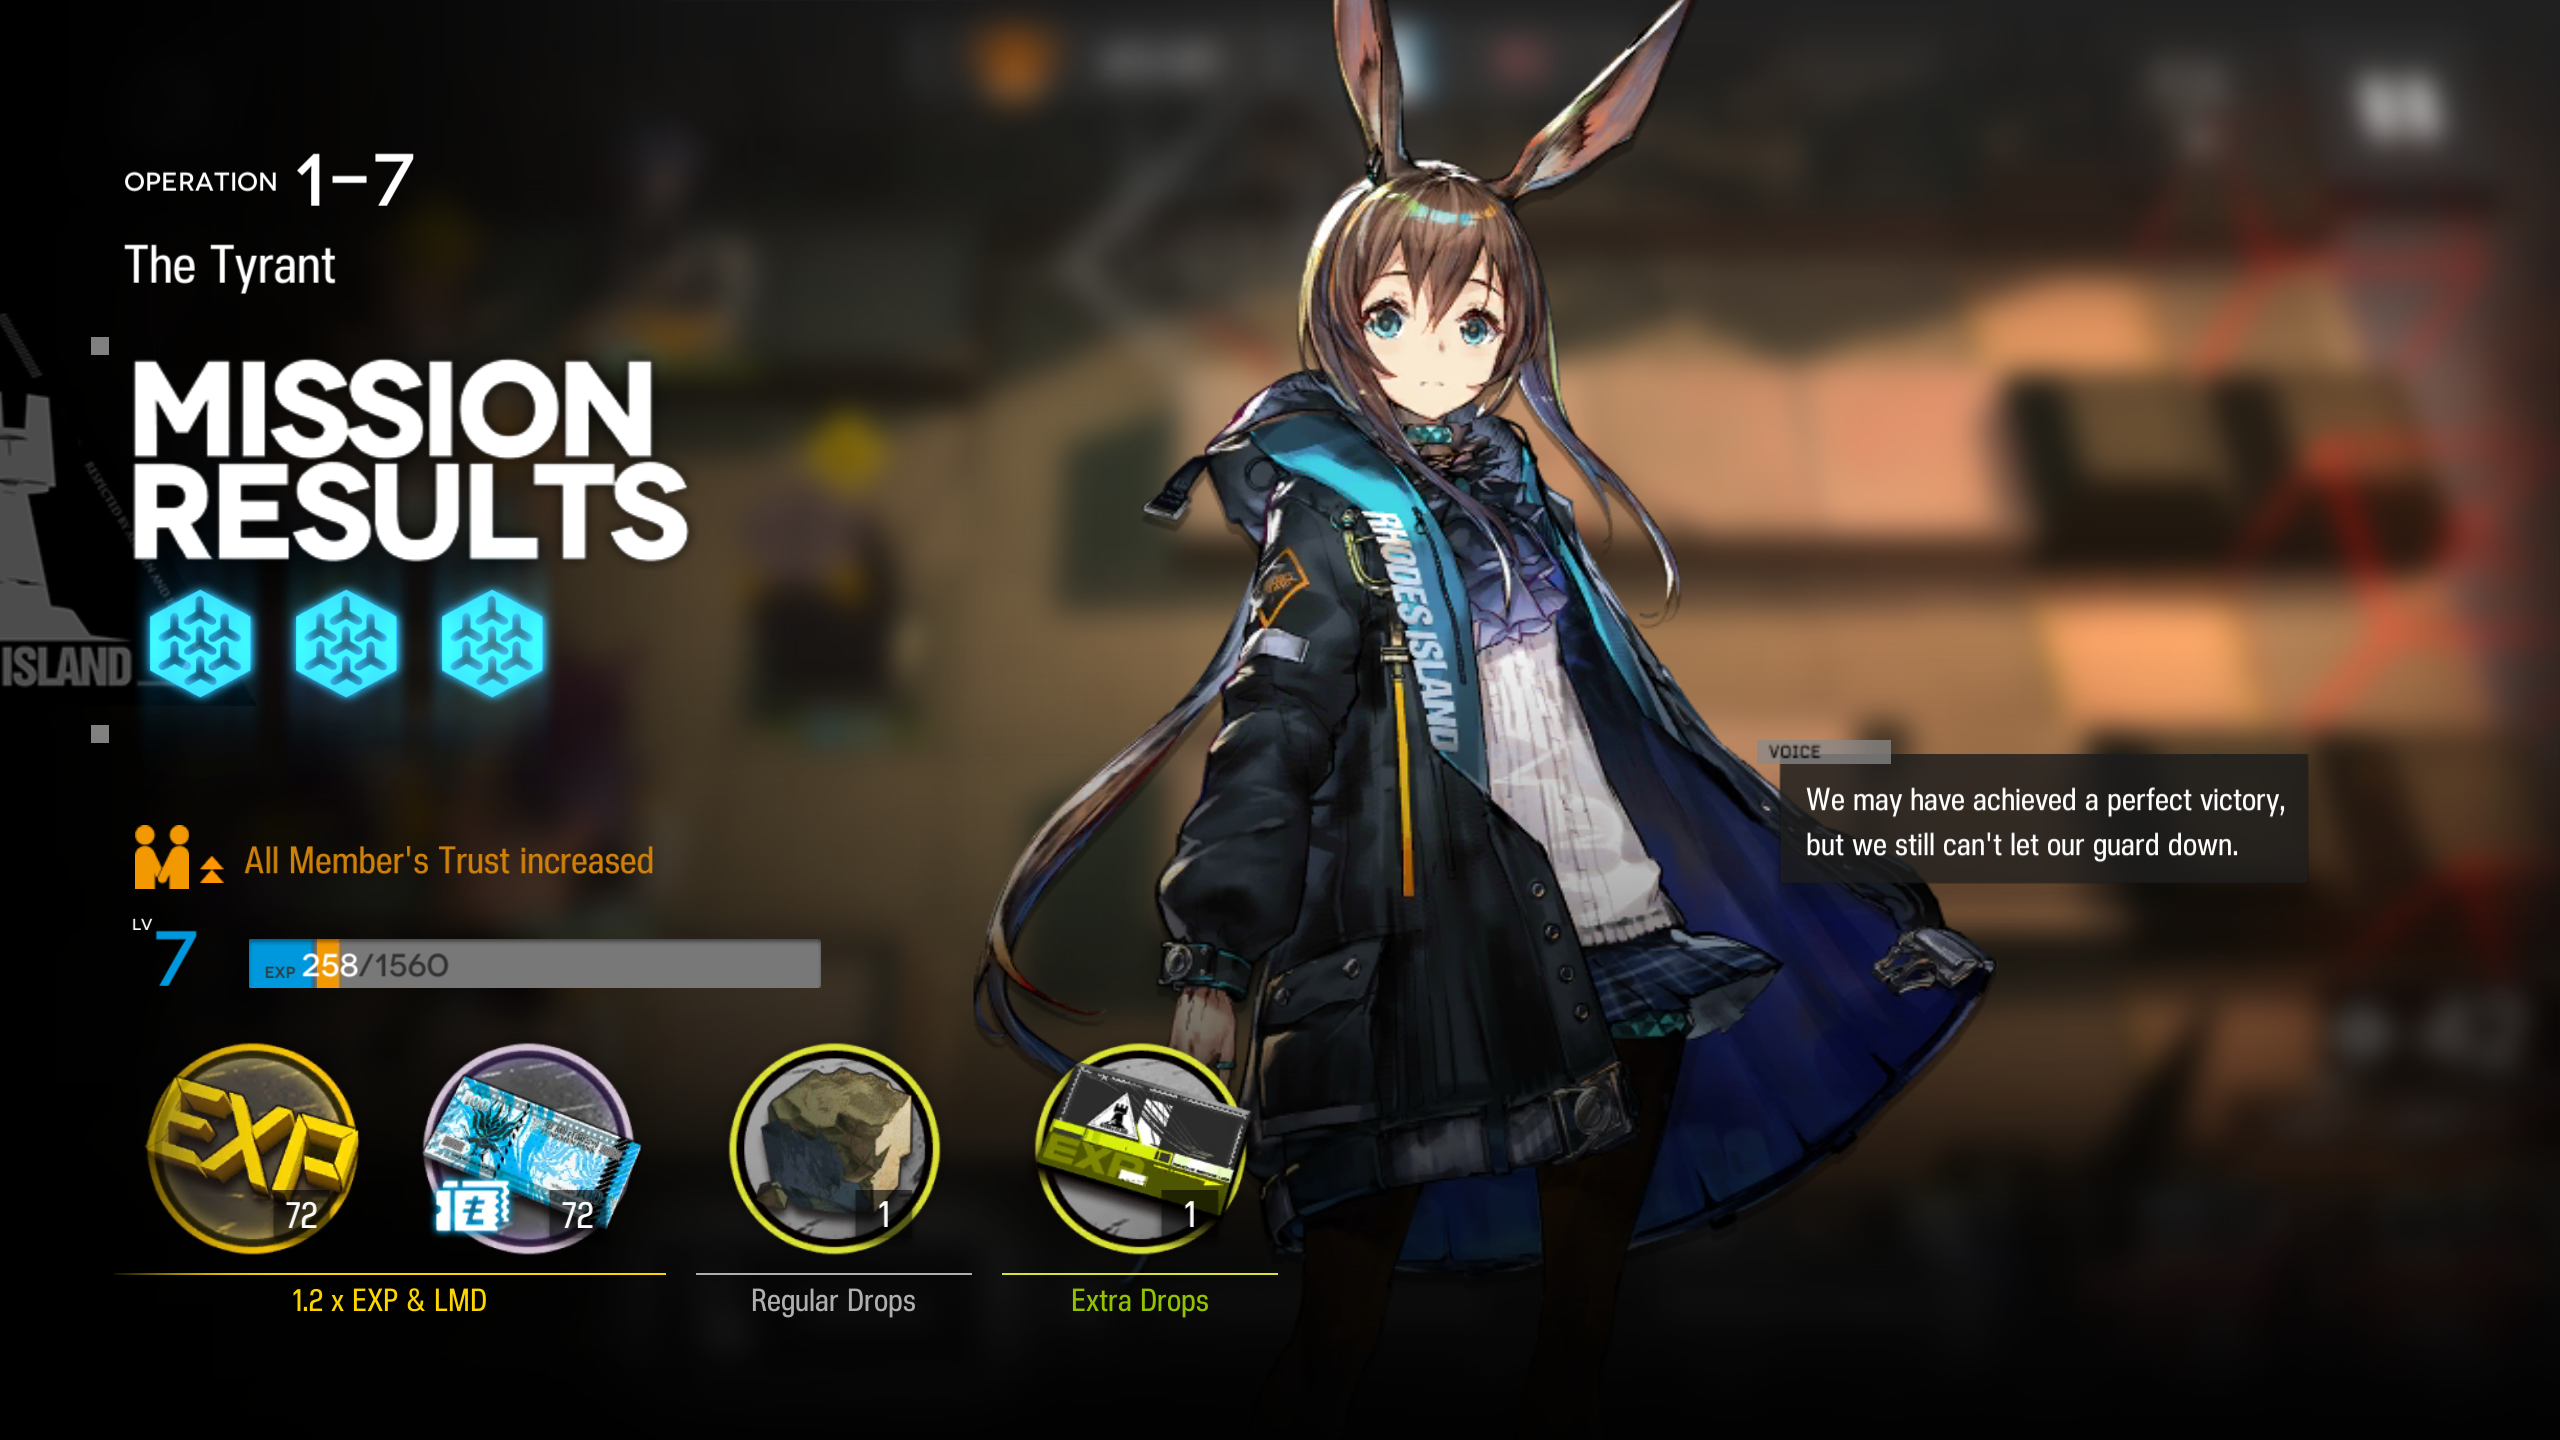 OPERATION 1-7
The Tyrant
MISSION
RESULTS
ISLAND
RHODES ISLAND
All Member's Trust increased
LV
7
EXP 258/1560
VOICE
We may have achieved a perfect victory,
but we still can't let our guard down.
EXP
72
72
1
EXP
1
1.2 x EXP & LMD
Regular Drops
Extra Drops